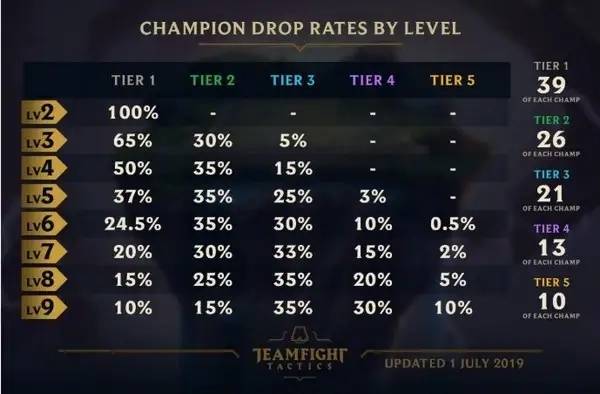 CHAMPION DROP RATES BY LEVEL
TIER 1 TIER 2 TIER 3 TIER 4 TIER 5
LV2 100% - - - -
LV3 65% 30% 5% - -
LV4 50% 35% 15% - -
LV5 37% 35% 25% 3% -
LV6 24.5% 35% 30% 10% 0.5%
LV7 20% 30% 33% 15% 2%
LV8 15% 25% 35% 20% 5%
LV9 10% 15% 35% 30% 10%
TIER 1
39
OF EACH CHAMP
TIER 2
26
OF EACH CHAMP
TIER 3
21
OF EACH CHAMP
TIER 4
13
OF EACH CHAMP
TIER 5
10
OF EACH CHAMP
TEAMFIGHT
TACTICS
UPDATED 1 JULY 2019